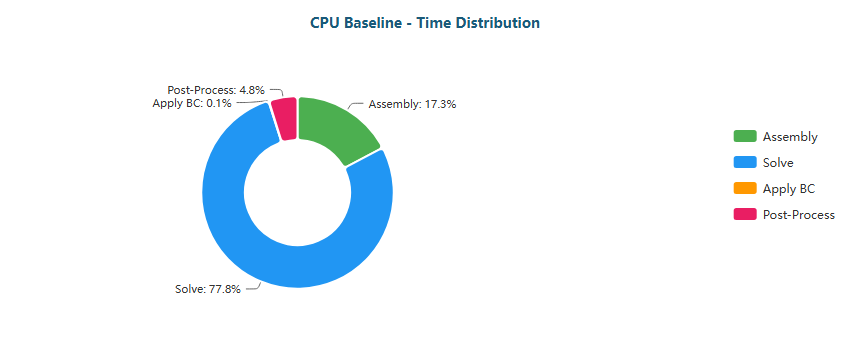 CPU Baseline - Time Distribution
Post-Process: 4.8%
Apply BC: 0.1%
Assembly: 17.3%
Solve: 77.8%
Assembly
Solve
Apply BC
Post-Process